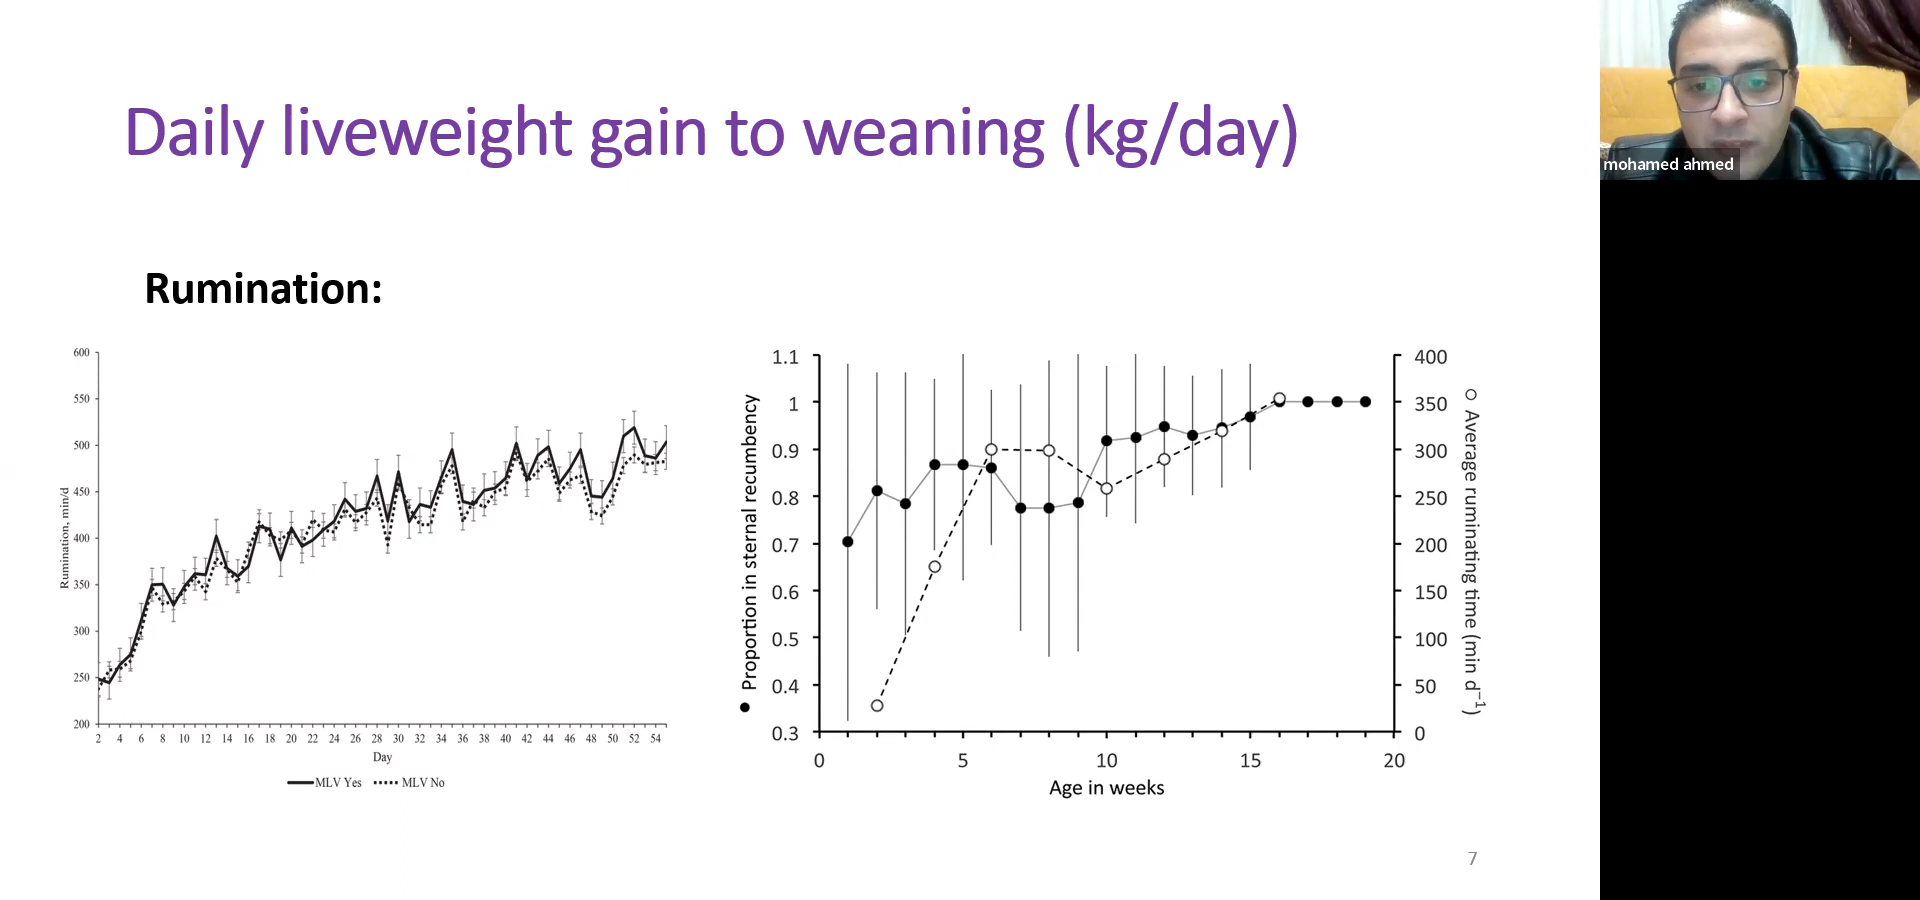 Daily liveweight gain to weaning (kg/day)
mohamed ahmed
Rumination:
600
550
500
450
400
350
300
250
200
Rumination, min/d
2 4 6 8 10 12 14 16 18 20 22 24 26 28 30 32 34 36 38 40 42 44 46 48 50 52 54
Day
MLV Yes MLV No
1.1
1
0.9
0.8
0.7
0.6
0.5
0.4
0.3
Proportion in sternal recumbency
400
350
300
250
200
150
100
50
0
Average ruminating time (min d⁻¹)
0 5 10 15 20
Age in weeks
7